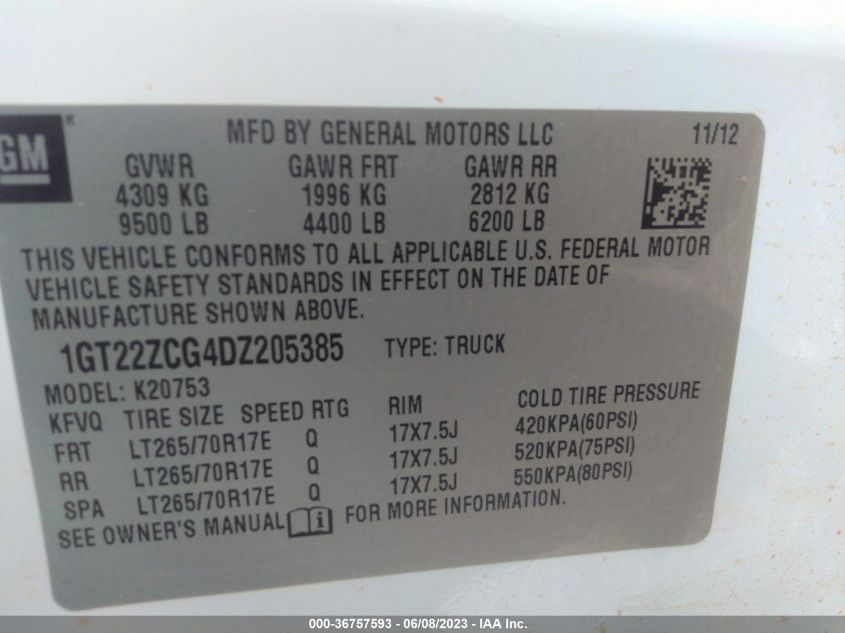 GM®
MFD BY GENERAL MOTORS LLC 11/12
GVWR GAWR FRT GAWR RR
4309 KG 1996 KG 2812 KG
9500 LB 4400 LB 6200 LB
THIS VEHICLE CONFORMS TO ALL APPLICABLE U.S. FEDERAL MOTOR
VEHICLE SAFETY STANDARDS IN EFFECT ON THE DATE OF
MANUFACTURE SHOWN ABOVE.
1GT22ZCG4DZ205385 TYPE: TRUCK
MODEL: K20753
KFVQ TIRE SIZE SPEED RTG RIM COLD TIRE PRESSURE
FRT LT265/70R17E Q 17X7.5J 420KPA(60PSI)
RR LT265/70R17E Q 17X7.5J 520KPA(75PSI)
SPA LT265/70R17E Q 17X7.5J 550KPA(80PSI)
SEE OWNER'S MANUAL i FOR MORE INFORMATION.
000-36757593 - 06/08/2023 - IAA Inc.